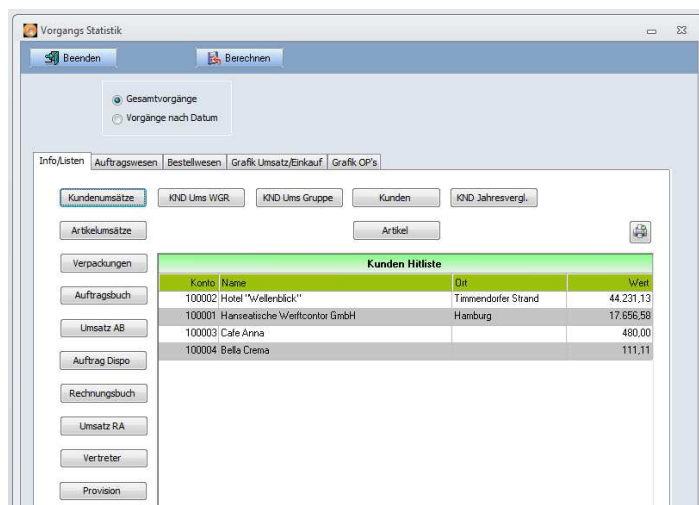 Vorgangs Statistik
Beenden Berechnen
Gesamtvorgänge
Vorgänge nach Datum
Info/Listen Auftragswesen Bestellwesen Grafik Umsatz/Einkauf Grafik OP's
Kundenumsätze KND Ums WGR KND Ums Gruppe Kunden KND Jahresvergl.
Artikelumsätze Artikel
Verpackungen
Auftragsbuch
Umsatz AB
Auftrag Dispo
Rechnungsbuch
Umsatz RA
Vertreter
Provision
Kunden Hitliste
Konto Name Ort Wert
100002 Hotel "Wellenblick" Timmendorfer Strand 44.231,13
100001 Hanseatische Werftcontor GmbH Hamburg 17.656,58
100003 Cafe Anna 480,00
100004 Bella Crema 111,11